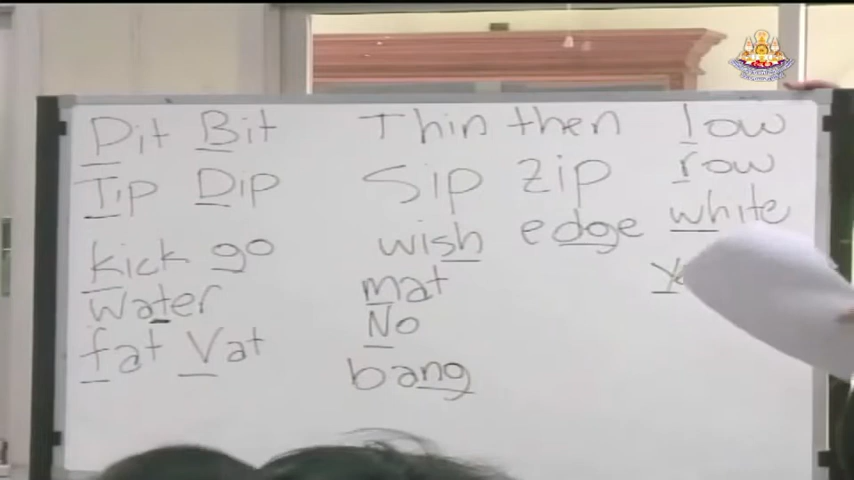 Pit Bit Thin then low
Tip Dip Sip zip row
kick go wish edge white
Water mat
fat Vat No
bang